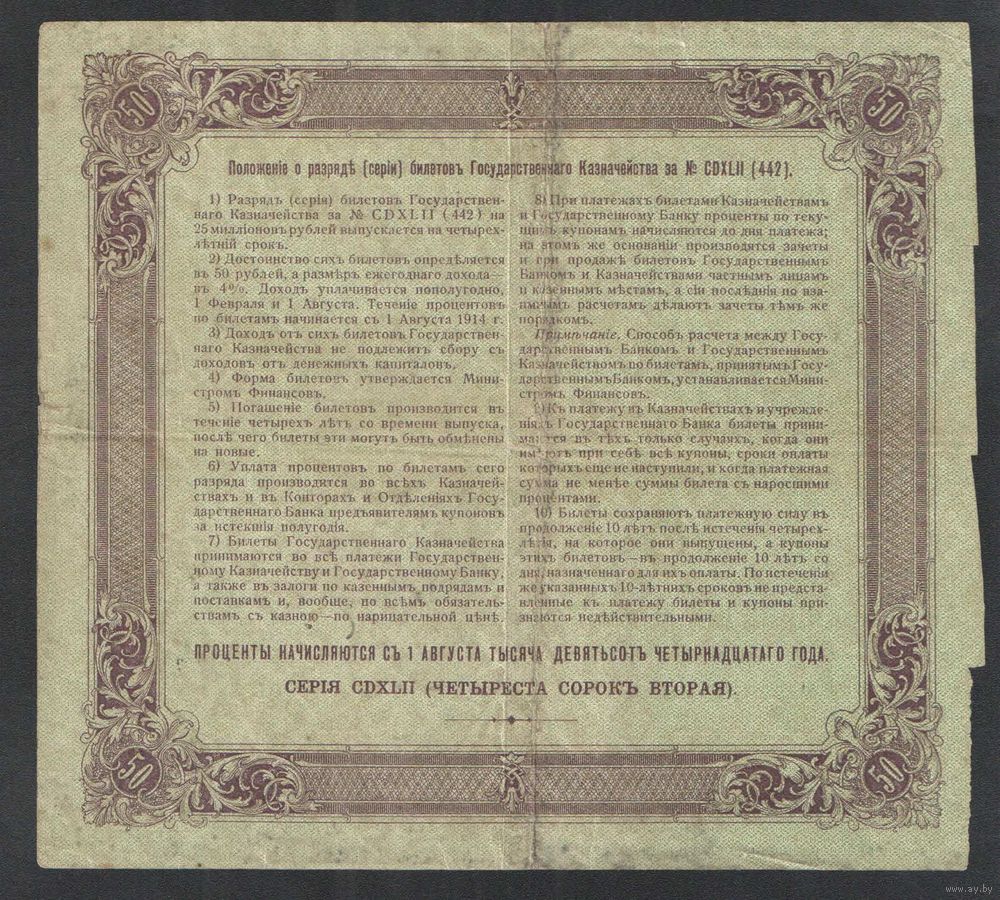 50
50
Положеніе о разрядѣ (серіи) билетовъ Государственнаго Казначейства за № CDXLII (442).
1) Разрядъ (серія) билетовъ Государствен-
наго Казначейства за № CDXLII (442) на
25 милліоновъ рублей выпускается на четырех-
лѣтній срокъ.
2) Достоинство сихъ билетовъ опредѣляется
въ 50 рублей, а размѣръ ежегоднаго дохода—
въ 4%. Доходъ уплачивается пополугодно,
1 Февраля и 1 Августа. Теченіе процентовъ
по билетамъ начинается съ 1 Августа 1914 г.
3) Доходъ отъ сихъ билетовъ Государствен-
наго Казначейства не подлежитъ сбору съ
доходовъ отъ денежныхъ капиталовъ.
4) Форма билетовъ утверждается Мини-
стромъ Финансовъ.
5) Погашеніе билетовъ производится въ
теченіе четырехъ лѣтъ со времени выпуска,
послѣ чего билеты эти могутъ быть обмѣнены
на новые.
6) Уплата процентовъ по билетамъ сего
разряда производятся во всѣхъ Казначей-
ствахъ и въ Конторахъ и Отдѣленіяхъ Госу-
дарственнаго Банка предъявителямъ купоновъ
за истекшія полугодія.
7) Билеты Государственнаго Казначейства
принимаются во всѣ платежи Государствен-
ному Казначейству и Государственному Банку,
а также въ залоги по казеннымъ подрядамъ и
поставкамъ и, вообще, по всѣмъ обязатель-
ствамъ съ казною—по нарицательной цѣнѣ.
8) При платежахъ билетами Казначействамъ
и Государственному Банку проценты по теку-
щимъ купонамъ начисляются до дня платежа;
на этомъ же основаніи производятся зачеты
и при продажѣ билетовъ Государственнымъ
Банкомъ и Казначействами частнымъ лицамъ
и казеннымъ мѣстамъ, а сіи послѣднія по вза-
имнымъ расчетамъ дѣлаютъ зачеты тѣмъ же
порядкомъ.
Примѣчаніе. Способъ расчета между Госу-
дарственнымъ Банкомъ и Государственнымъ
Казначействомъ по билетамъ, принятымъ Госу-
дарственнымъ Банкомъ, устанавливается Мини-
стромъ Финансовъ.
9) Къ платежу въ Казначействахъ и учрежде-
ніяхъ Государственнаго Банка билеты прини-
маются въ тѣхъ только случаяхъ, когда они
имѣютъ при себѣ всѣ купоны, сроки оплаты
которыхъ еще не наступили, и когда платежная
сумма не менѣе суммы билета съ наросшими
процентами.
10) Билеты сохраняютъ платежную силу въ
продолженіе 10 лѣтъ послѣ истеченія четырех-
лѣтія, на которое они выпущены, а купоны
этихъ билетовъ—въ продолженіе 10 лѣтъ со
дня, назначеннаго для ихъ оплаты. По истеченіи
же указанныхъ 10-лѣтнихъ сроковъ не предста-
вленные къ платежу билеты и купоны при-
знаются недѣйствительными.
ПРОЦЕНТЫ НАЧИСЛЯЮТСЯ СЪ 1 АВГУСТА ТЫСЯЧА ДЕВЯТЬСОТЪ ЧЕТЫРНАДЦАТАГО ГОДА.
СЕРІЯ CDXLII (ЧЕТЫРЕСТА СОРОКЪ ВТОРАЯ).
50
50
www.ay.by